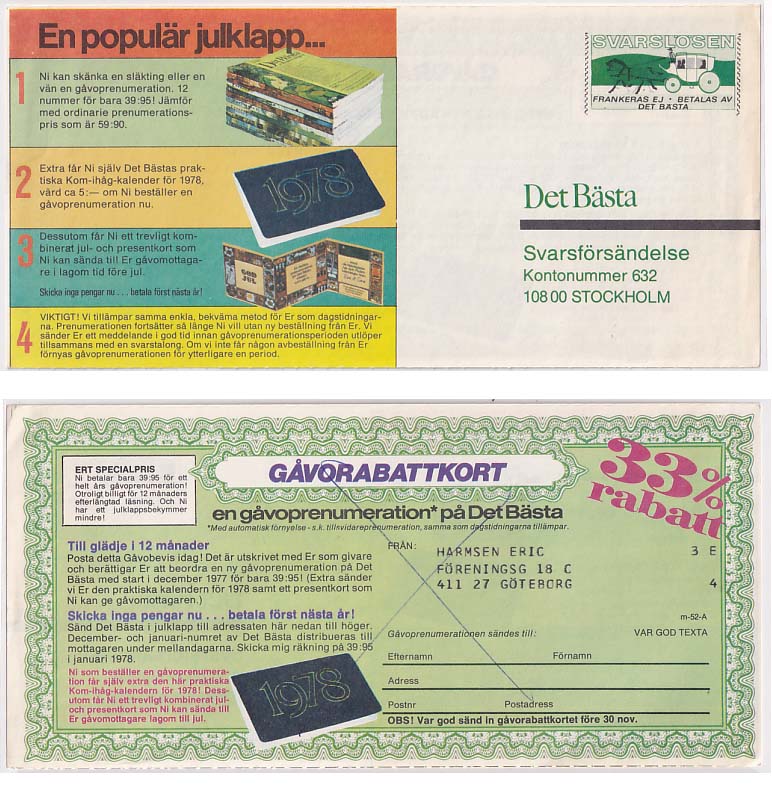 En populär julklapp...
1
Ni kan skänka en släkting eller en
vän en gåvoprenumeration. 12
nummer för bara 39:95! Jämför
med ordinarie prenumerations-
pris som är 59:90.
2
Extra får Ni själv Det Bästas prak-
tiska Kom-ihåg-kalender för 1978,
värd ca 5:— om Ni beställer en
gåvoprenumeration nu.
1978
3
Dessutom får Ni ett trevligt kom-
binerat jul- och presentkort som
Ni kan sända till Er gåvomottaga-
re i lagom tid före jul.
Skicka inga pengar nu . . . betala först nästa år!
GOD
JUL
4
VIKTIGT! Vi tillämpar samma enkla, bekväma metod för Er som dagstidningar-
na. Prenumerationen fortsätter så länge Ni vill utan ny beställning från Er. Vi
sänder Er ett meddelande i god tid innan gåvoprenumerationsperioden utlöper
tillsammans med en svarstalong. Om vi inte får någon avbeställning från Er
förnyas gåvoprenumerationen för ytterligare en period.
SVARSLÖSEN
FRANKERAS EJ · BETALAS AV
DET BÄSTA
Det Bästa
Svarsförsändelse
Kontonummer 632
108 00 STOCKHOLM
ERT SPECIALPRIS
Ni betalar bara 39:95 för ett
helt års gåvoprenumeration!
Otroligt billigt för 12 månaders
efterlängtad läsning. Och Ni
har ett julklappsbekymmer
mindre!
GÅVORABATTKORT
33%
rabatt
en gåvoprenumeration* på Det Bästa
*Med automatisk förnyelse - s.k. tillsvidareprenumeration, samma som dagstidningarna tillämpar.
Till glädje i 12 månader
Posta detta Gåvobevis idag! Det är utskrivet med Er som givare
och berättigar Er att beordra en ny gåvoprenumeration på Det
Bästa med start i december 1977 för bara 39:95! (Extra sänder
vi Er den praktiska kalendern för 1978 samt ett presentkort som
Ni kan ge gåvomottagaren.)
Skicka inga pengar nu . . . betala först nästa år!
Sänd Det Bästa i julklapp till adressaten här nedan till höger.
December- och januari-numret av Det Bästa distribueras till
mottagaren under mellandagarna. Skicka mig räkning på 39:95
i januari 1978.
Ni som beställer en gåvoprenumera-
tion får själv extra den här praktiska
Kom-ihåg-kalendern för 1978! Dess-
utom får Ni ett trevligt kombinerat jul-
och presentkort som Ni kan sända till
Er gåvomottagare lagom till jul.
1978
FRÅN:
HARMSEN ERIC 3 E
FÖRENINGSG 18 C
411 27 GÖTEBORG 4
m-52-A
Gåvoprenumerationen sändes till: VAR GOD TEXTA
Efternamn Förnamn
Adress
Postnr Postadress
OBS! Var god sänd in gåvorabattkortet före 30 nov.